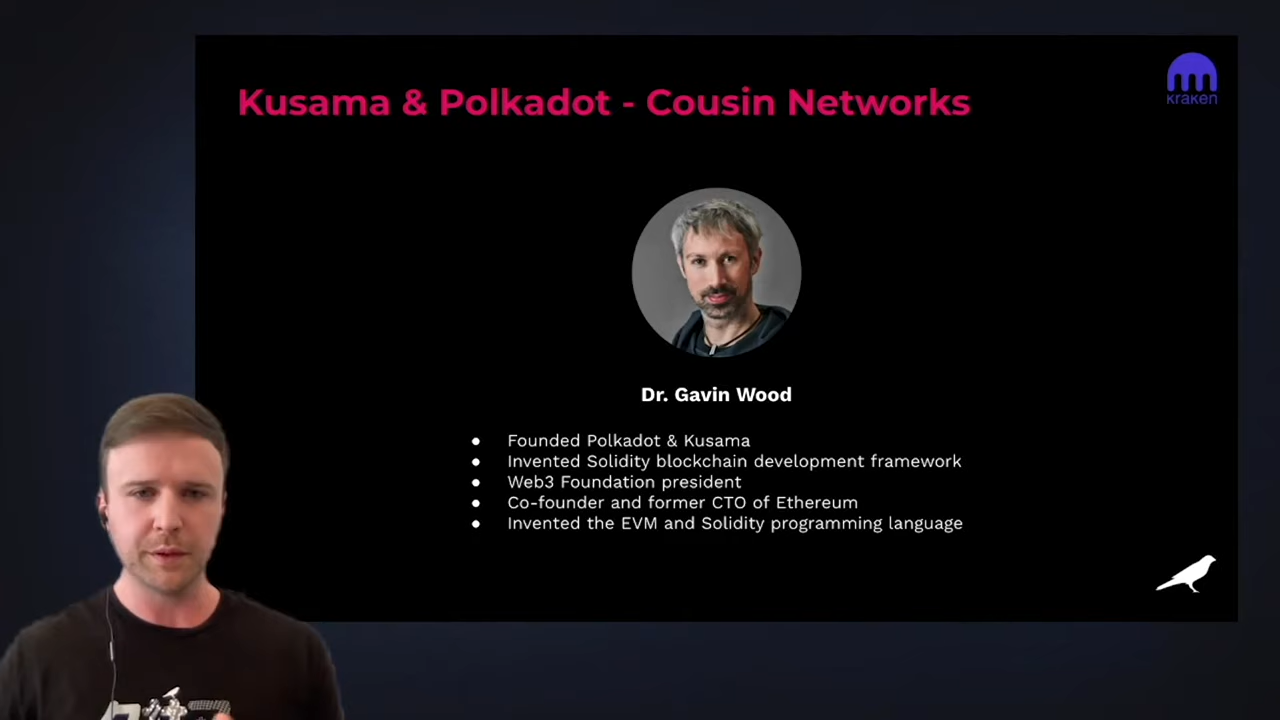 Kusama & Polkadot - Cousin Networks
kraken
Dr. Gavin Wood
● Founded Polkadot & Kusama
● Invented Solidity blockchain development framework
● Web3 Foundation president
● Co-founder and former CTO of Ethereum
● Invented the EVM and Solidity programming language